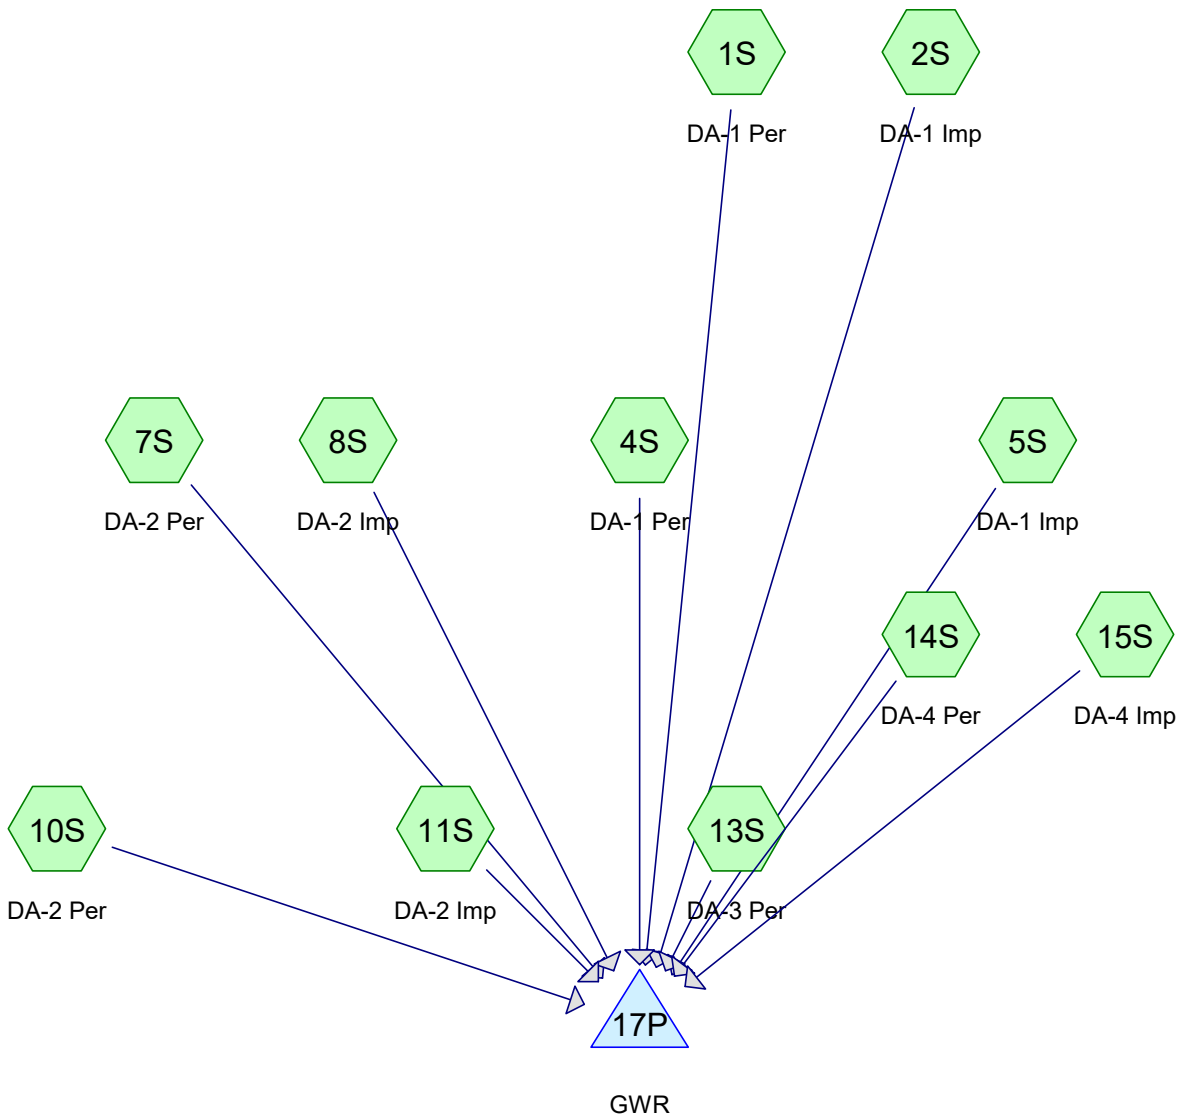 1S
2S
DA-1 Per
DA-1 Imp
7S
8S
4S
5S
DA-2 Per
DA-2 Imp
DA-1 Per
DA-1 Imp
14S
15S
DA-4 Per
DA-4 Imp
10S
11S
13S
DA-2 Per
DA-2 Imp
DA-3 Per
17P
GWR